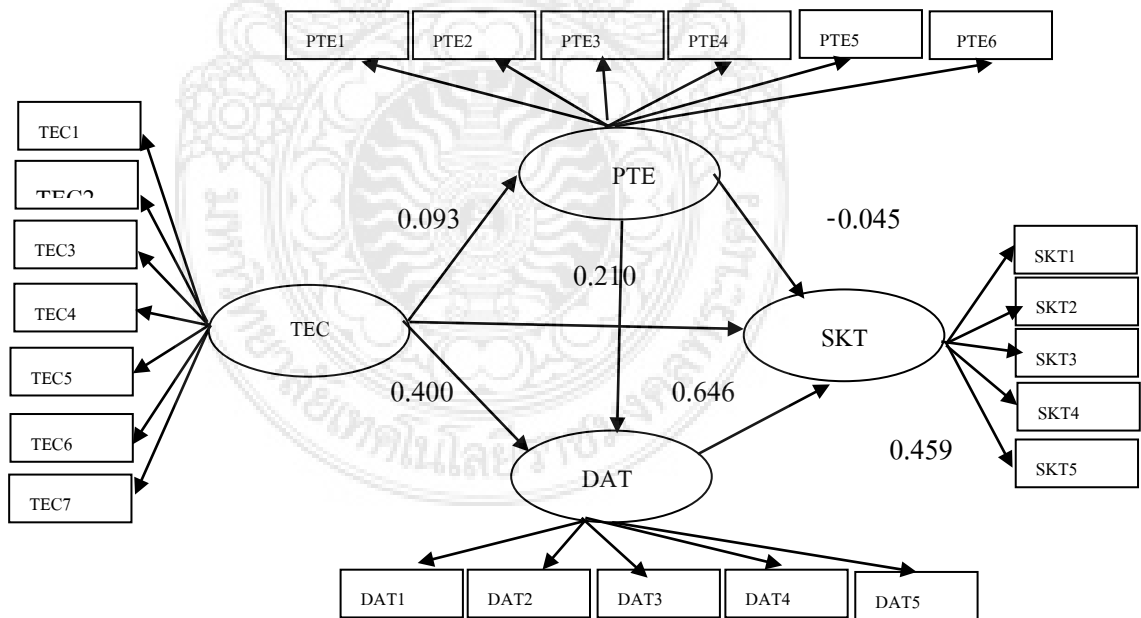 PTE1 PTE2 PTE3 PTE4 PTE5 PTE6
TEC1
TEC2
TEC3
TEC4
TEC5
TEC6
TEC7
PTE
0.093
-0.045
0.210
TEC
SKT
SKT1
SKT2
SKT3
SKT4
SKT5
0.400
0.646
0.459
DAT
DAT1 DAT2 DAT3 DAT4 DAT5